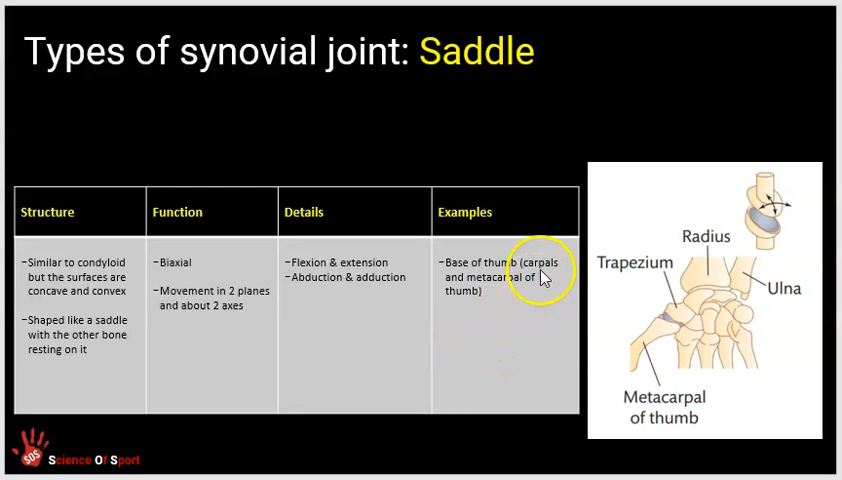 Types of synovial joint: Saddle
Structure
Function
Details
Examples
-Similar to condyloid
but the surfaces are
concave and convex
-Shaped like a saddle
with the other bone
resting on it
-Biaxial
-Movement in 2 planes
and about 2 axes
-Flexion & extension
-Abduction & adduction
-Base of thumb (carpals
and metacarpal of
thumb)
Radius
Trapezium
Ulna
Metacarpal
of thumb
SOS
Science Of Sport